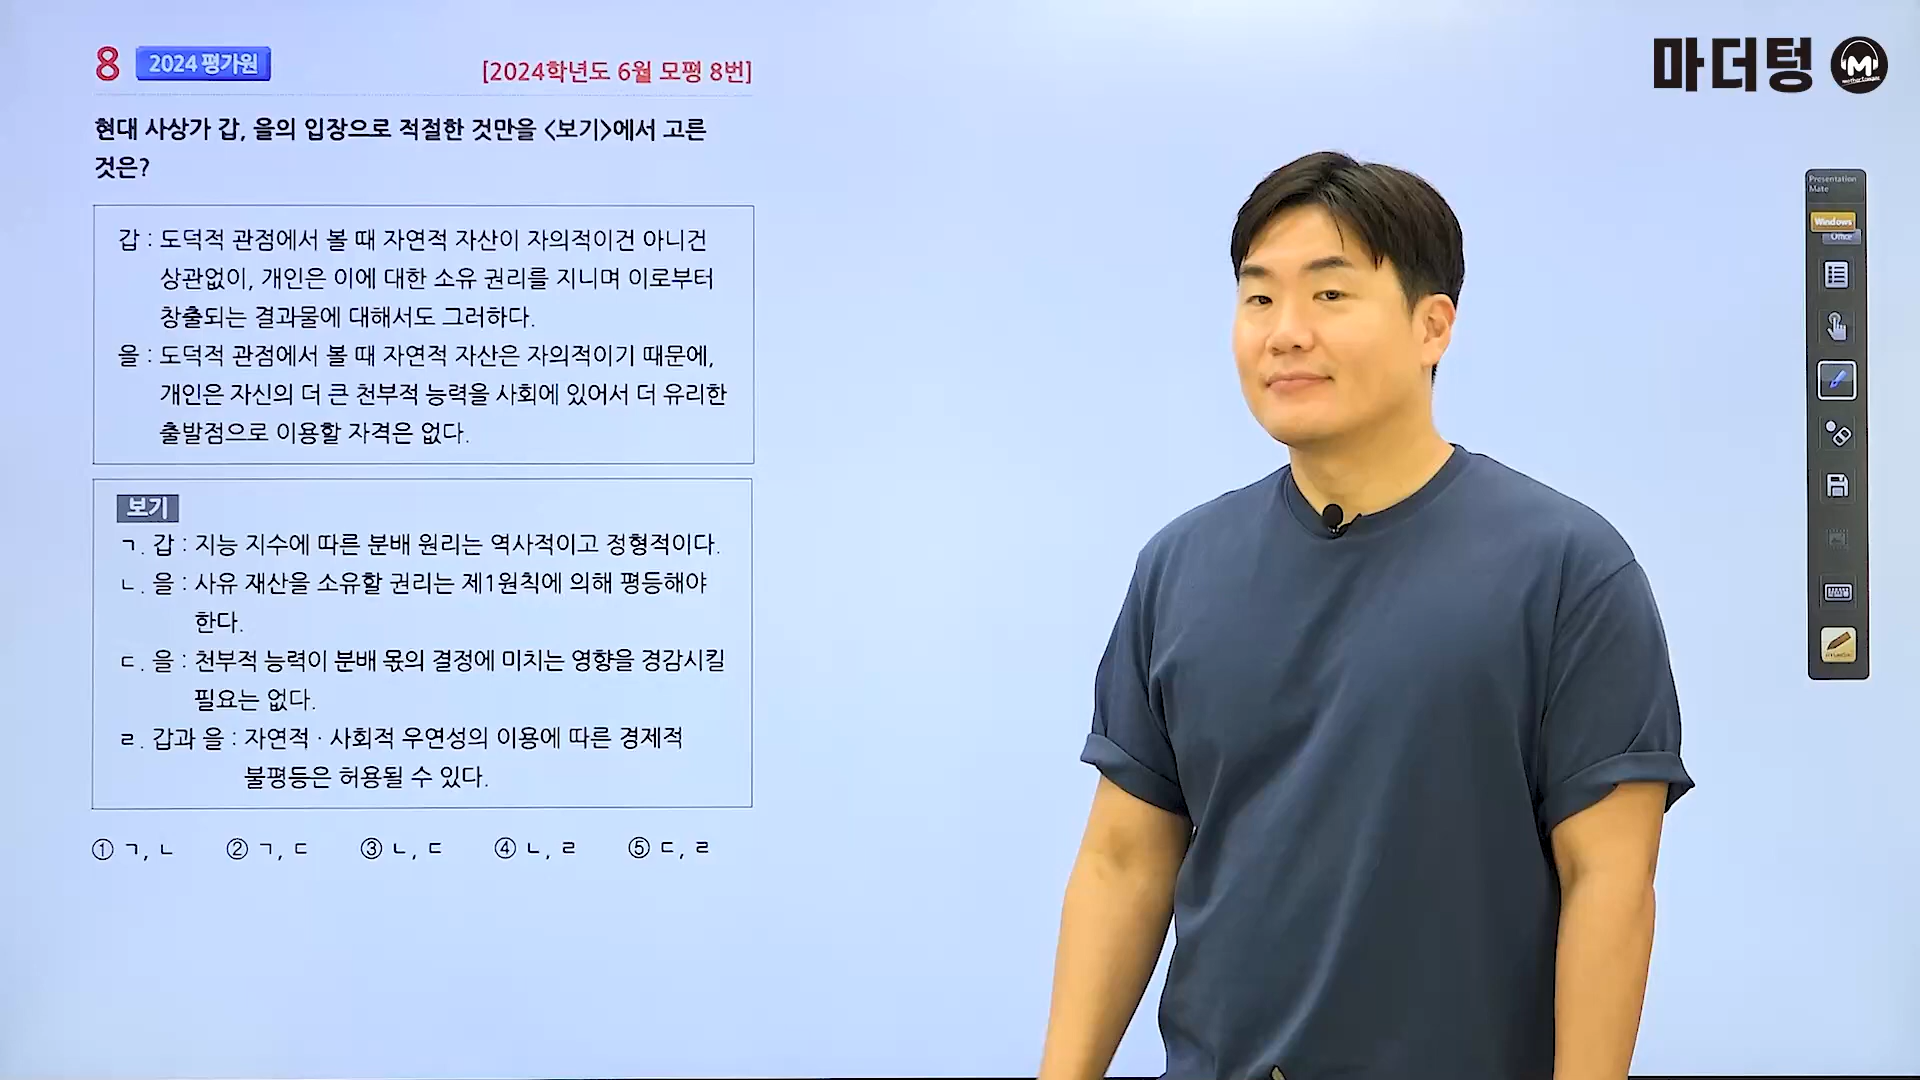 8 2024 평가원
[2024학년도 6월 모평 8번]
마더텅 M
현대 사상가 갑, 을의 입장으로 적절한 것만을 <보기>에서 고른
것은?
갑 : 도덕적 관점에서 볼 때 자연적 자산이 자의적이건 아니건
상관없이, 개인은 이에 대한 소유 권리를 지니며 이로부터
창출되는 결과물에 대해서도 그러하다.
을 : 도덕적 관점에서 볼 때 자연적 자산은 자의적이기 때문에,
개인은 자신의 더 큰 천부적 능력을 사회에 있어서 더 유리한
출발점으로 이용할 자격은 없다.
보기
ㄱ. 갑 : 지능 지수에 따른 분배 원리는 역사적이고 정형적이다.
ㄴ. 을 : 사유 재산을 소유할 권리는 제1원칙에 의해 평등해야
한다.
ㄷ. 을 : 천부적 능력이 분배 몫의 결정에 미치는 영향을 경감시킬
필요는 없다.
ㄹ. 갑과 을 : 자연적 · 사회적 우연성의 이용에 따른 경제적
불평등은 허용될 수 있다.
① ㄱ, ㄴ ② ㄱ, ㄷ ③ ㄴ, ㄷ ④ ㄴ, ㄹ ⑤ ㄷ, ㄹ
Presentation
Mate
Windows
Office